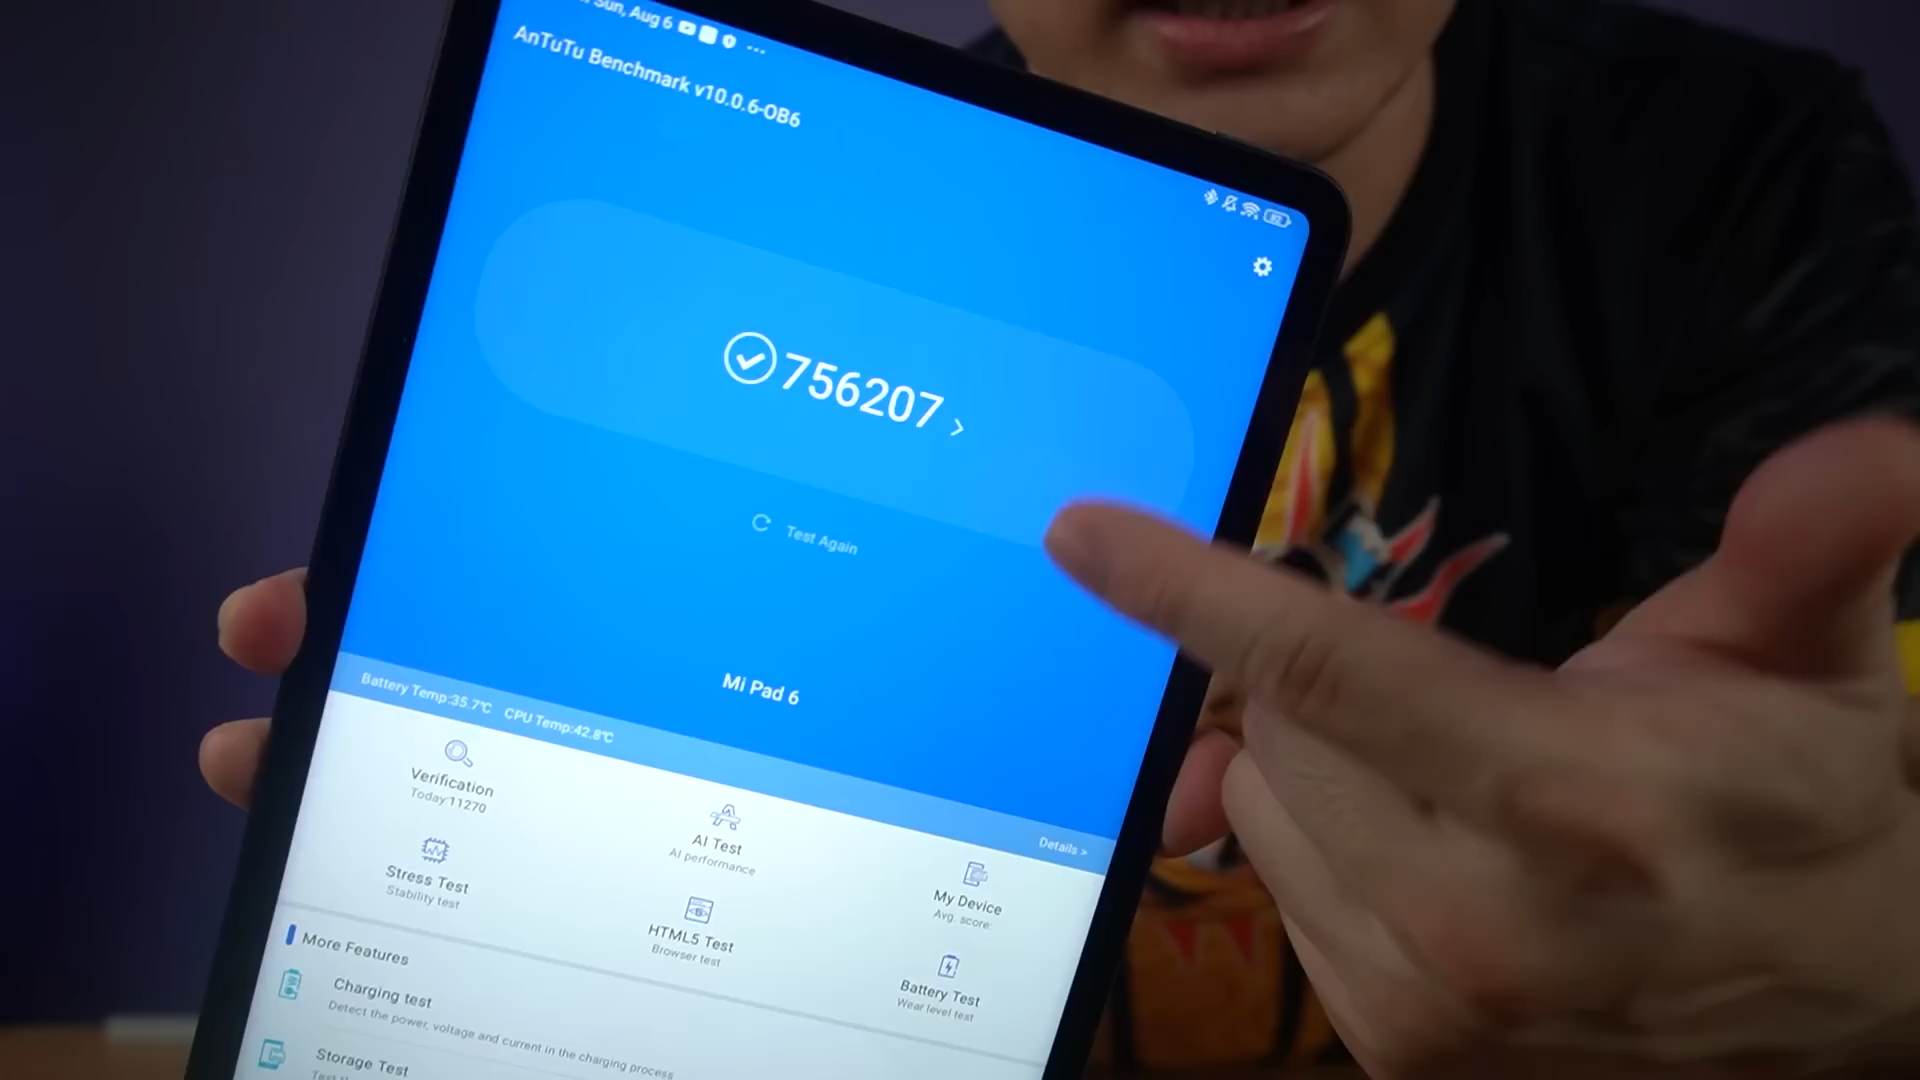 Sun, Aug 6
AnTuTu Benchmark v10.0.6-OB6
82
756207 >
Test Again
Mi Pad 6
Battery Temp:35.7℃ CPU Temp:42.8℃
Details >
Verification
Today:11270
AI Test
AI performance
My Device
Avg. score:
Stress Test
Stability test
HTML5 Test
Browser test
Battery Test
Wear level test
More Features
Charging test
Detect the power, voltage and current in the charging process
Storage Test